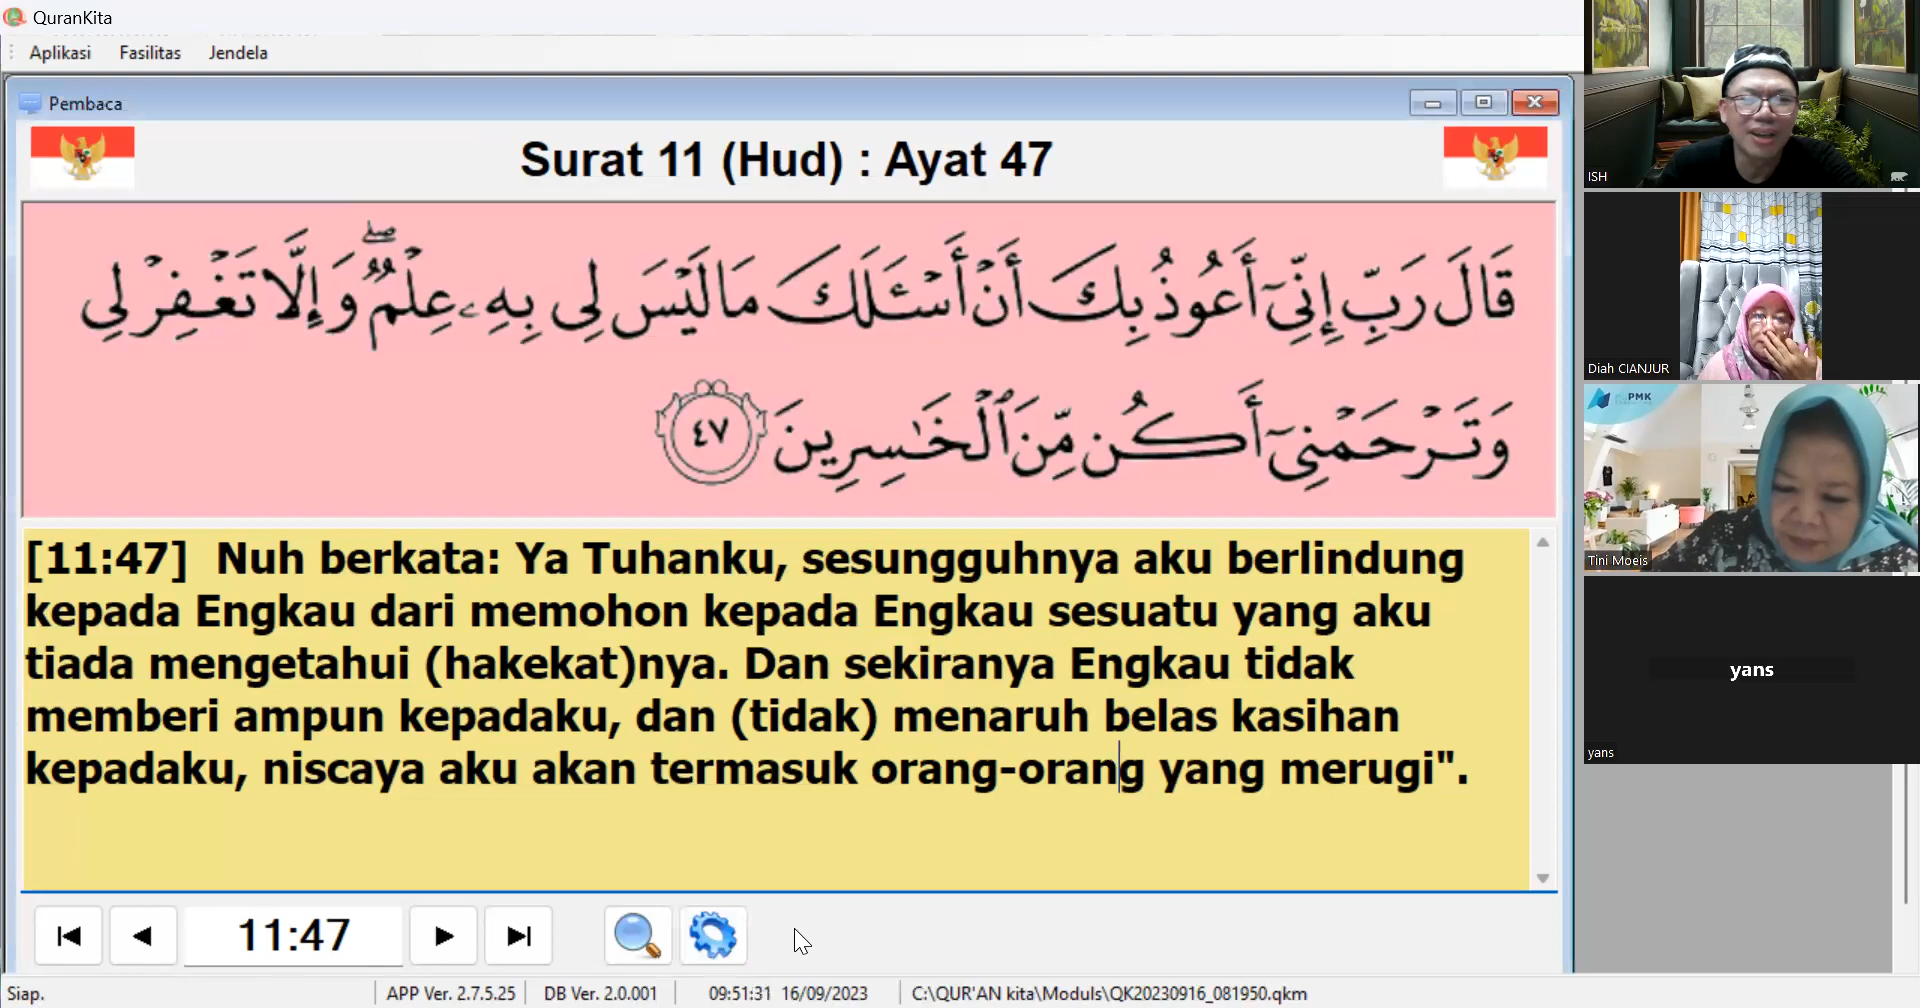 QuranKita
Aplikasi Fasilitas Jendela
Pembaca
Surat 11 (Hud) : Ayat 47
قَالَ رَبِّ إِنِّىٓ أَعُوذُ بِكَ أَنْ أَسْـَٔلَكَ مَا لَيْسَ لِى بِهِۦ عِلْمٌ ۖ وَإِلَّا تَغْفِرْ لِى
وَتَرْحَمْنِىٓ أَكُن مِّنَ ٱلْخَـٰسِرِينَ ٤٧
[11:47] Nuh berkata: Ya Tuhanku, sesungguhnya aku berlindung
kepada Engkau dari memohon kepada Engkau sesuatu yang aku
tiada mengetahui (hakekat)nya. Dan sekiranya Engkau tidak
memberi ampun kepadaku, dan (tidak) menaruh belas kasihan
kepadaku, niscaya aku akan termasuk orang-orang yang merugi".
11:47
Siap. APP Ver. 2.7.5.25 DB Ver. 2.0.001 09:51:31 16/09/2023 C:\QUR'AN kita\Moduls\QK20230916_081950.qkm
ISH
Diah CIANJUR
PMK
Tini Moeis
yans
yans